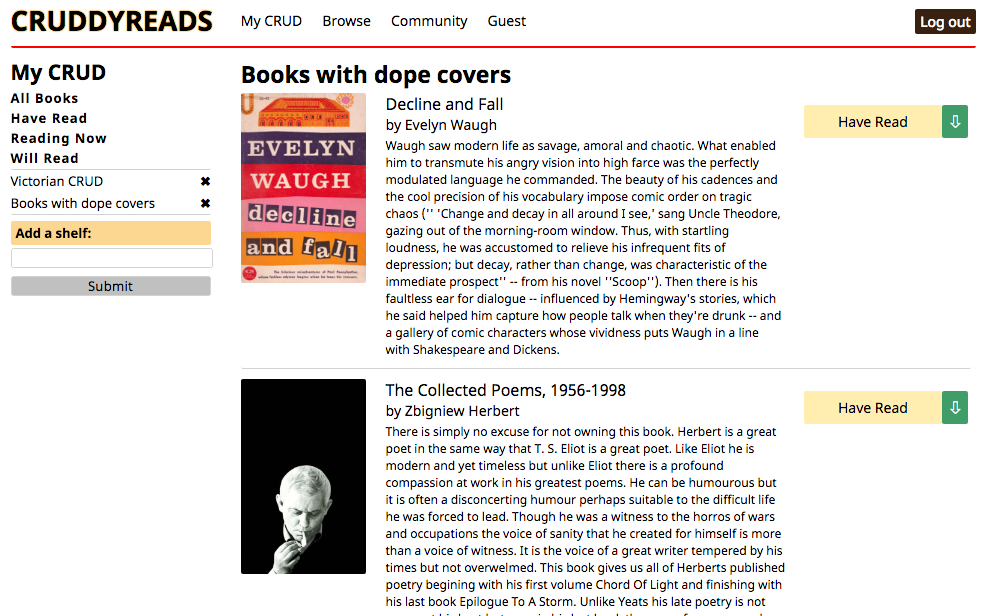 CRUDDYREADS
My CRUD
Browse
Community
Guest
Log out
My CRUD
All Books
Have Read
Reading Now
Will Read
Victorian CRUD
✖
Books with dope covers
✖
Add a shelf:
Submit
Books with dope covers
EVELYN
WAUGH
decline
and fall
Decline and Fall
by Evelyn Waugh
Waugh saw modern life as savage, amoral and chaotic. What enabled
him to transmute his angry vision into high farce was the perfectly
modulated language he commanded. The beauty of his cadences and
the cool precision of his vocabulary impose comic order on tragic
chaos ('' 'Change and decay in all around I see,' sang Uncle Theodore,
gazing out of the morning-room window. Thus, with startling
loudness, he was accustomed to relieve his infrequent fits of
depression; but decay, rather than change, was characteristic of the
immediate prospect'' -- from his novel ''Scoop''). Then there is his
faultless ear for dialogue -- influenced by Hemingway's stories, which
he said helped him capture how people talk when they're drunk -- and
a gallery of comic characters whose vividness puts Waugh in a line
with Shakespeare and Dickens.
Have Read
⇩
The Collected Poems, 1956-1998
by Zbigniew Herbert
There is simply no excuse for not owning this book. Herbert is a great
poet in the same way that T. S. Eliot is a great poet. Like Eliot he is
modern and yet timeless but unlike Eliot there is a profound
compassion at work in his greatest poems. He can be humourous but
it is often a disconcerting humour perhaps suitable to the difficult life
he was forced to lead. Though he was a witness to the horros of wars
and occupations the voice of sanity that he created for himself is more
than a voice of witness. It is the voice of a great writer tempered by his
times but not overwelmed. This book gives us all of Herberts published
poetry begining with his first volume Chord Of Light and finishing with
his last book Epilogue To A Storm. Unlike Yeats his late poetry is not
Have Read
⇩